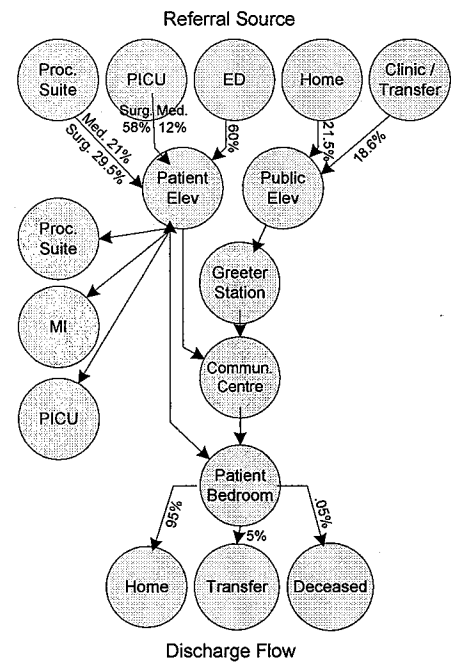 Referral Source
Proc.
Suite
PICU
ED
Home
Clinic /
Transfer
Surg. Med.
58% 12%
Med. 21%
Surg. 29.5%
60%
21.5%
18.6%
Patient
Elev
Public
Elev
Proc.
Suite
Greeter
Station
MI
Commun.
Centre
PICU
Patient
Bedroom
95%
5%
.05%
Home
Transfer
Deceased
Discharge Flow